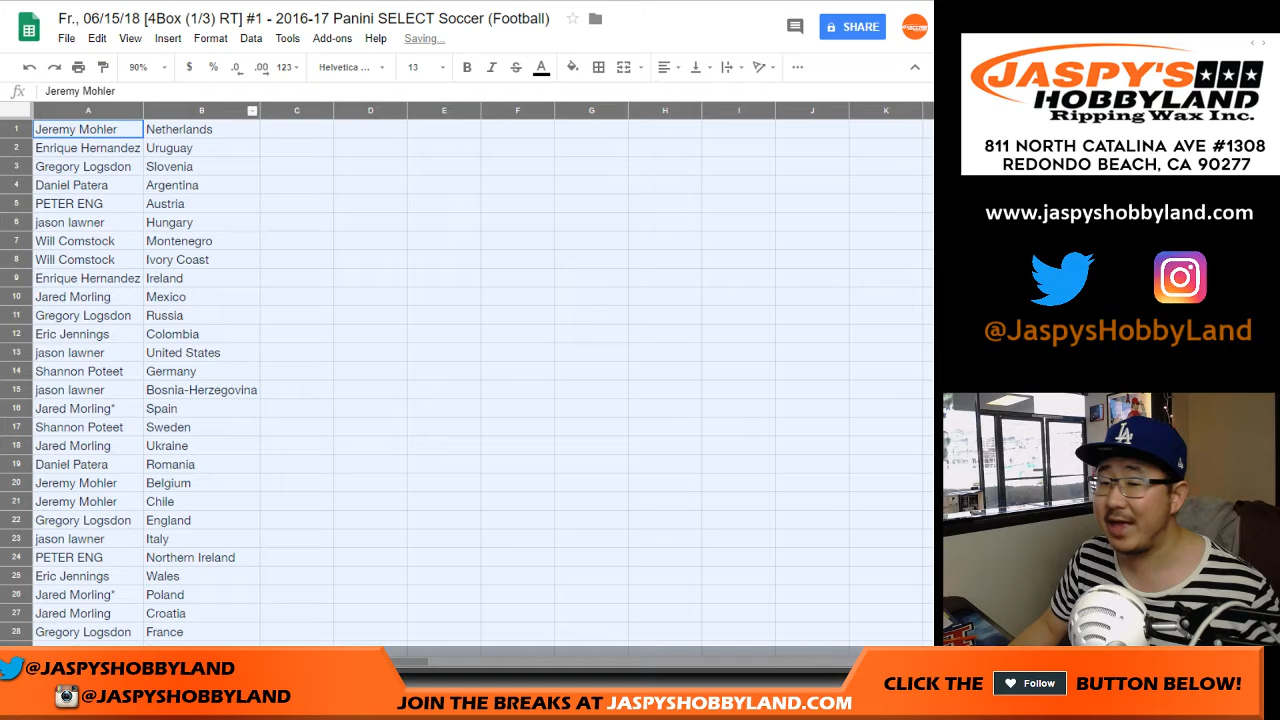 Fr., 06/15/18 [4Box (1/3) RT] #1 - 2016-17 Panini SELECT Soccer (Football)
File Edit View Insert Format Data Tools Add-ons Help Saving...
SHARE
90% $ % .0 .00 123 Helvetica ... 13 B I S A
fx Jeremy Mohler
A B C D E F G H I J K
1 Jeremy Mohler Netherlands
2 Enrique Hernandez Uruguay
3 Gregory Logsdon Slovenia
4 Daniel Patera Argentina
5 PETER ENG Austria
6 jason lawner Hungary
7 Will Comstock Montenegro
8 Will Comstock Ivory Coast
9 Enrique Hernandez Ireland
10 Jared Morling Mexico
11 Gregory Logsdon Russia
12 Eric Jennings Colombia
13 jason lawner United States
14 Shannon Poteet Germany
15 jason lawner Bosnia-Herzegovina
16 Jared Morling* Spain
17 Shannon Poteet Sweden
18 Jared Morling Ukraine
19 Daniel Patera Romania
20 Jeremy Mohler Belgium
21 Jeremy Mohler Chile
22 Gregory Logsdon England
23 jason lawner Italy
24 PETER ENG Northern Ireland
25 Eric Jennings Wales
26 Jared Morling* Poland
27 Jared Morling Croatia
28 Gregory Logsdon France
JASPY'S
HOBBYLAND
Ripping Wax Inc.
811 NORTH CATALINA AVE #1308
REDONDO BEACH, CA 90277
www.jaspyshobbyland.com
@JaspysHobbyLand
LA
@JASPYSHOBBYLAND
@JASPYSHOBBYLAND
JOIN THE BREAKS AT JASPYSHOBBYLAND.COM
CLICK THE Follow BUTTON BELOW!